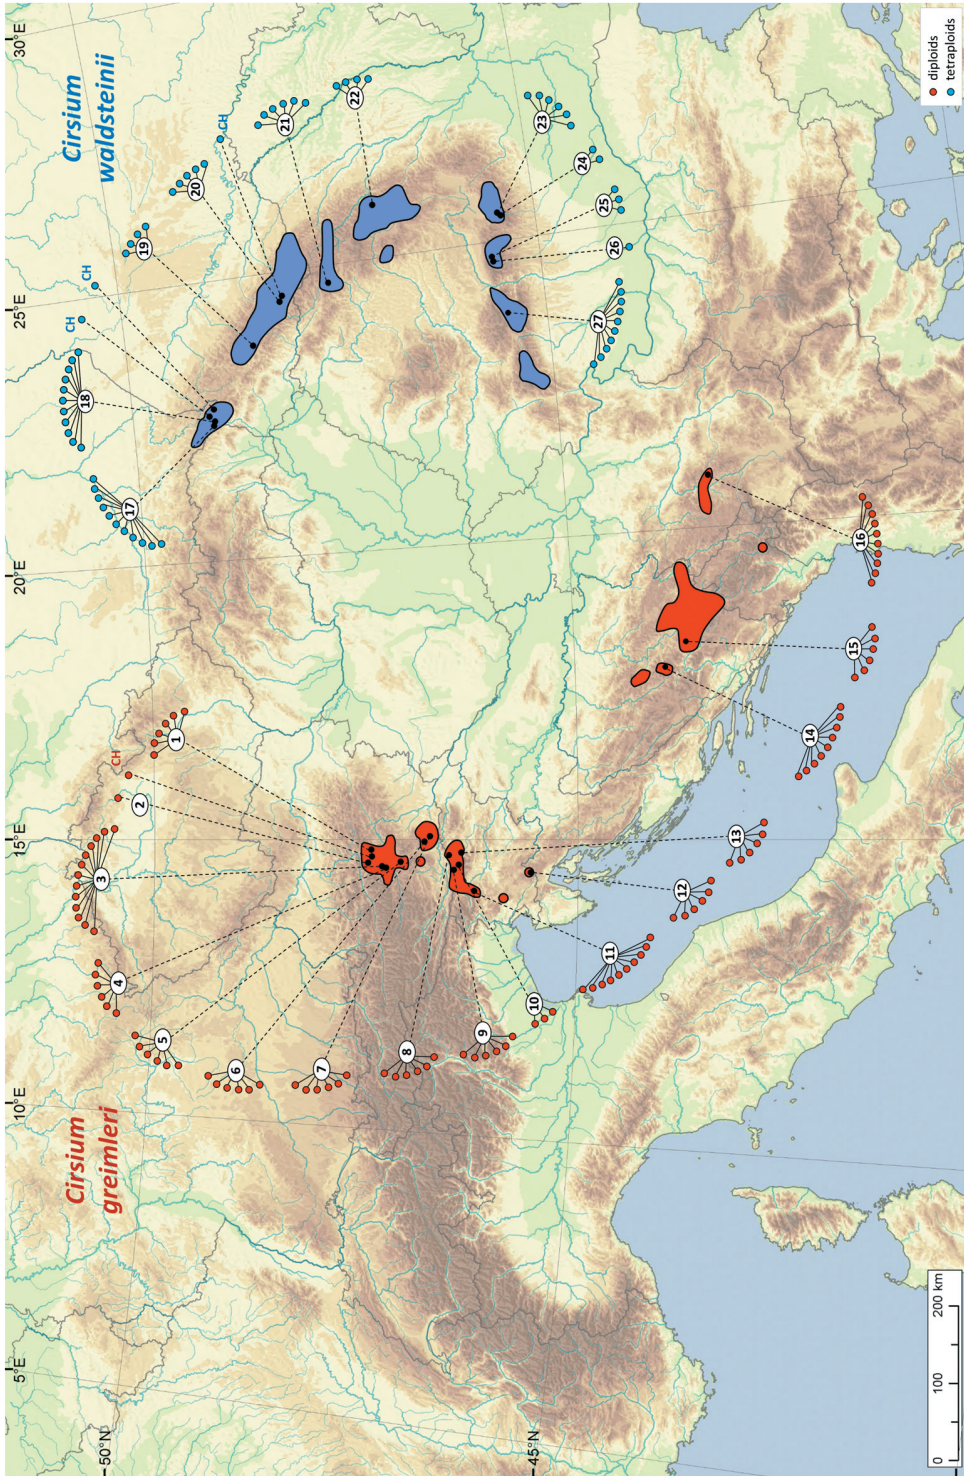 5°E
10°E
15°E
20°E
25°E
30°E
50°N
45°N
Cirsium
greimleri
Cirsium
waldsteinii
CH
CH
CH
CH
1
2
3
4
5
6
7
8
9
10
11
12
13
14
15
16
17
18
19
20
21
22
23
24
25
26
27
0 100 200 km
diploids
tetraploids